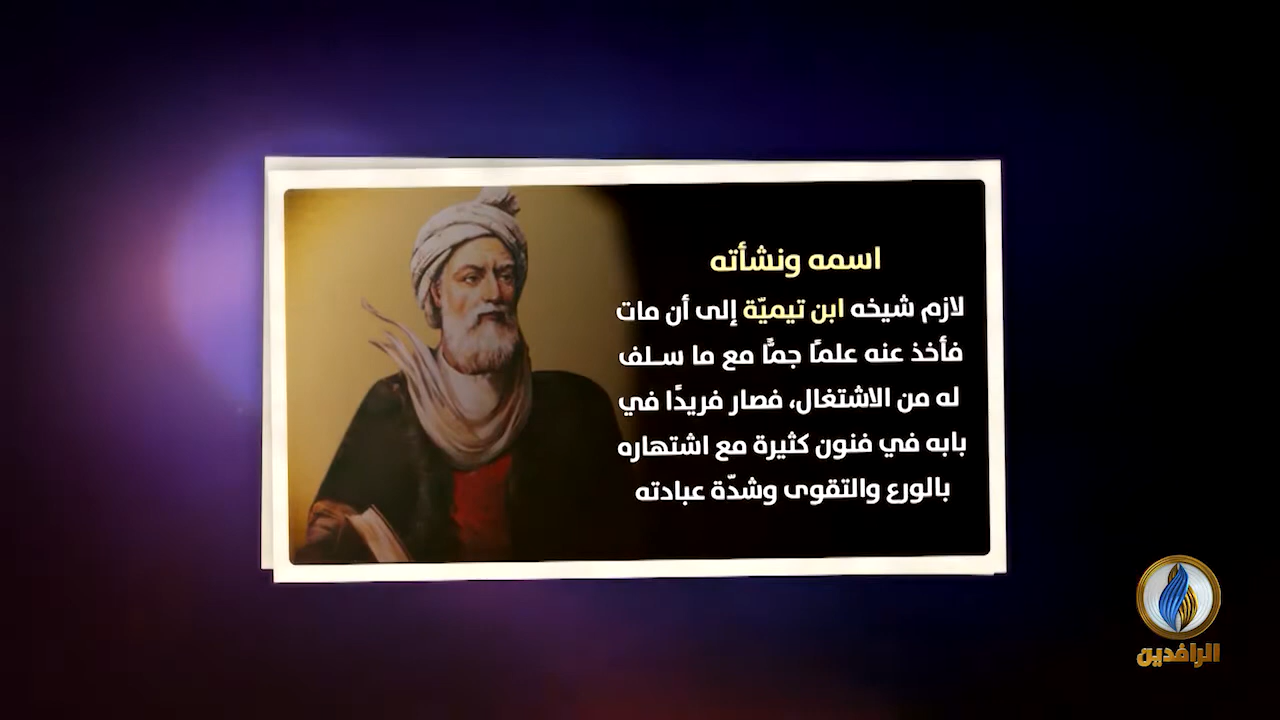 اسمه ونشأته
لازم شيخه ابن تيميّة إلى أن مات
فأخذ عنه علمًا جمًّا مع ما سلف
له من الاشتغال، فصار فريدًا في
بابه في فنون كثيرة مع اشتهاره
بالورع والتقوى وشدّة عبادته
الرافدين